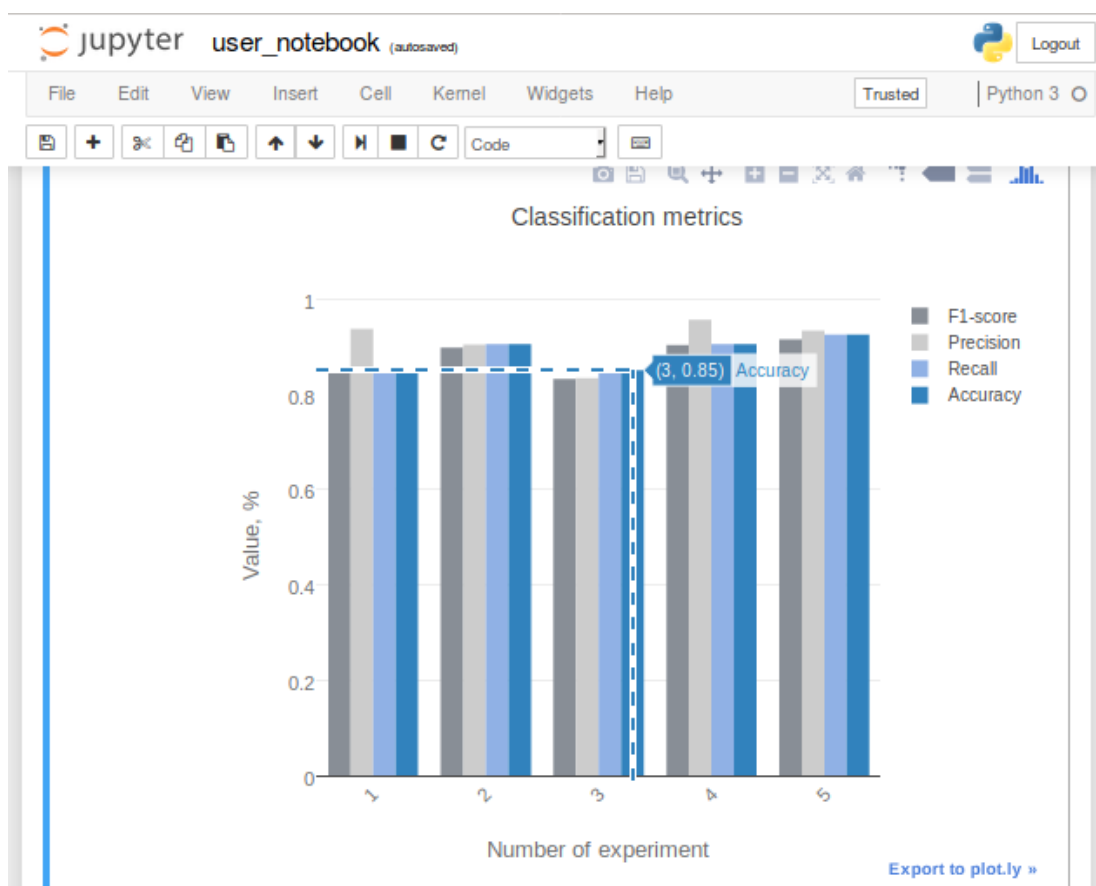 jupyter user_notebook (autosaved) Logout
File Edit View Insert Cell Kernel Widgets Help Trusted Python 3
Code
Classification metrics
1
0.8
0.6
0.4
0.2
0
Value, %
(3, 0.85) Accuracy
F1-score
Precision
Recall
Accuracy
1 2 3 4 5
Number of experiment
Export to plot.ly »